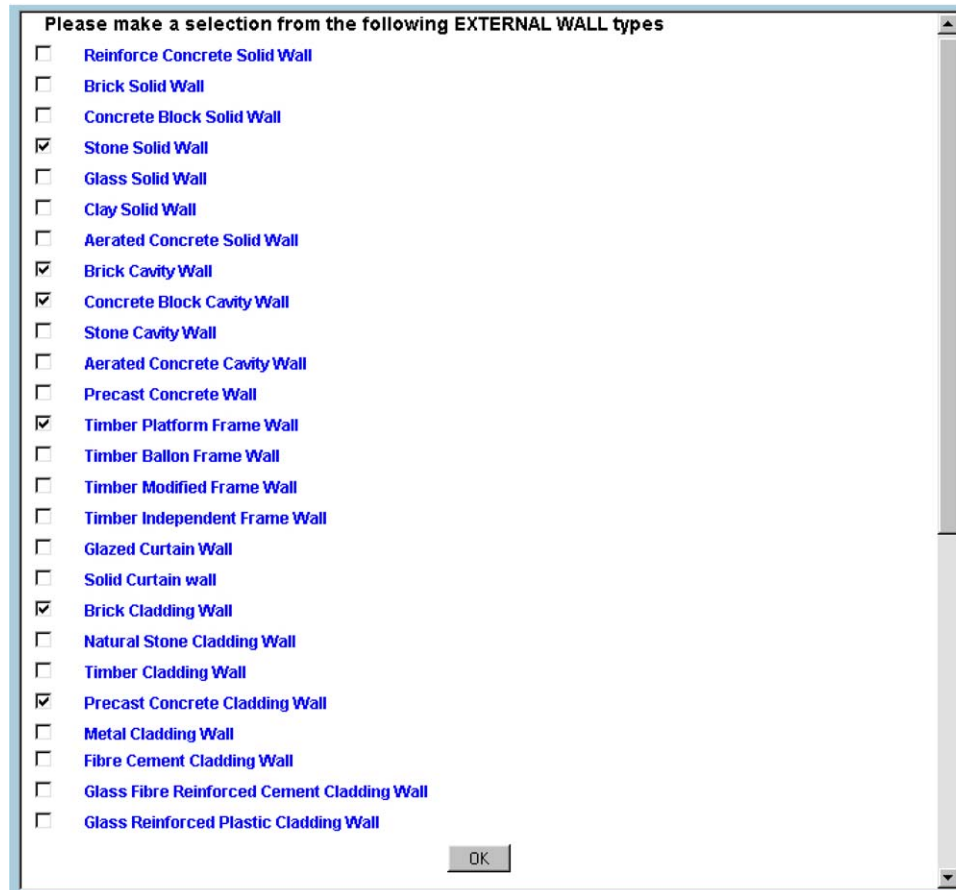 Please make a selection from the following EXTERNAL WALL types
Reinforce Concrete Solid Wall
Brick Solid Wall
Concrete Block Solid Wall
Stone Solid Wall
Glass Solid Wall
Clay Solid Wall
Aerated Concrete Solid Wall
Brick Cavity Wall
Concrete Block Cavity Wall
Stone Cavity Wall
Aerated Concrete Cavity Wall
Precast Concrete Wall
Timber Platform Frame Wall
Timber Ballon Frame Wall
Timber Modified Frame Wall
Timber Independent Frame Wall
Glazed Curtain Wall
Solid Curtain wall
Brick Cladding Wall
Natural Stone Cladding Wall
Timber Cladding Wall
Precast Concrete Cladding Wall
Metal Cladding Wall
Fibre Cement Cladding Wall
Glass Fibre Reinforced Cement Cladding Wall
Glass Reinforced Plastic Cladding Wall
OK